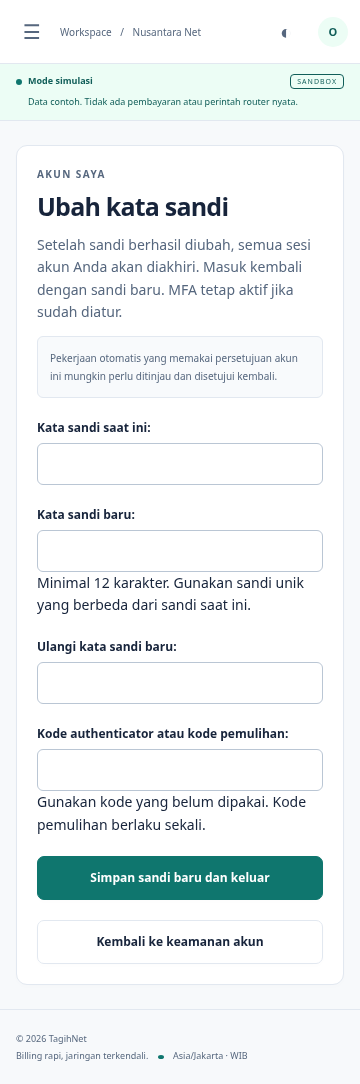 Workspace / Nusantara Net
O
Mode simulasi
SANDBOX
Data contoh. Tidak ada pembayaran atau perintah router nyata.
AKUN SAYA
Ubah kata sandi
Setelah sandi berhasil diubah, semua sesi
akun Anda akan diakhiri. Masuk kembali
dengan sandi baru. MFA tetap aktif jika
sudah diatur.
Pekerjaan otomatis yang memakai persetujuan akun
ini mungkin perlu ditinjau dan disetujui kembali.
Kata sandi saat ini:
Kata sandi baru:
Minimal 12 karakter. Gunakan sandi unik
yang berbeda dari sandi saat ini.
Ulangi kata sandi baru:
Kode authenticator atau kode pemulihan:
Gunakan kode yang belum dipakai. Kode
pemulihan berlaku sekali.
Simpan sandi baru dan keluar
Kembali ke keamanan akun
© 2026 TagihNet
Billing rapi, jaringan terkendali. Asia/Jakarta · WIB